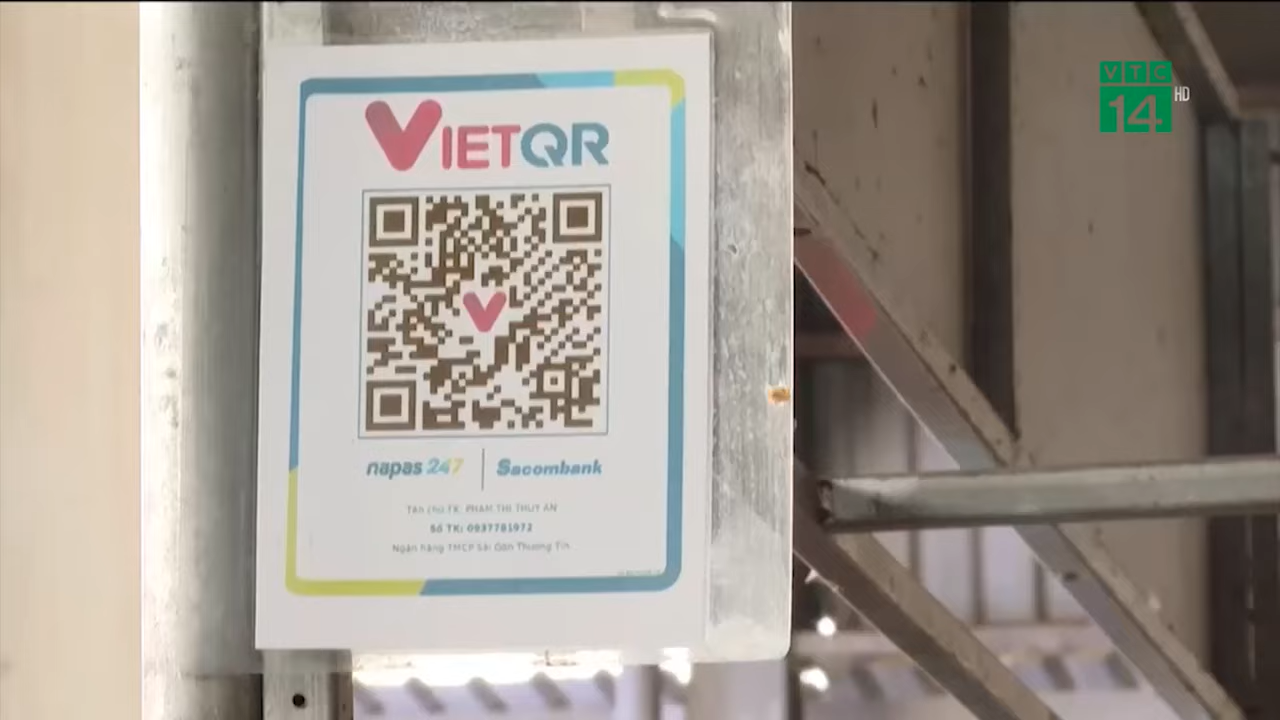 VTC
14 HD
VIETQR
napas 247 | Sacombank
Tên chủ TK: PHAM THI THUY AN
Số TK: 0937781972
Ngân hàng TMCP Sài Gòn Thương Tín